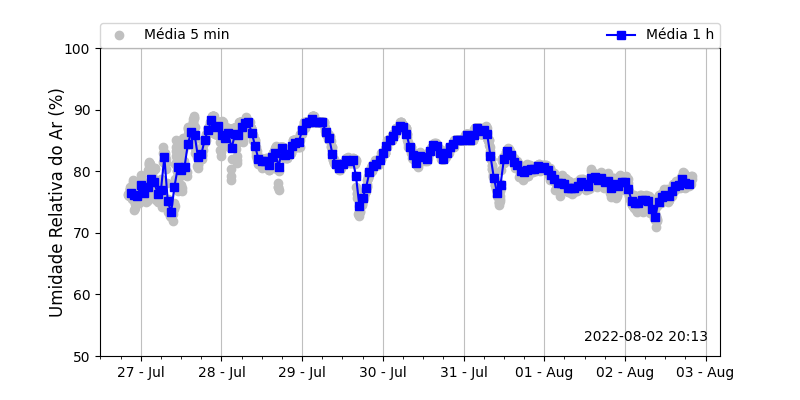 Média 5 min
Média 1 h
100
90
80
70
60
50
Umidade Relativa do Ar (%)
2022-08-02 20:13
27 - Jul
28 - Jul
29 - Jul
30 - Jul
31 - Jul
01 - Aug
02 - Aug
03 - Aug